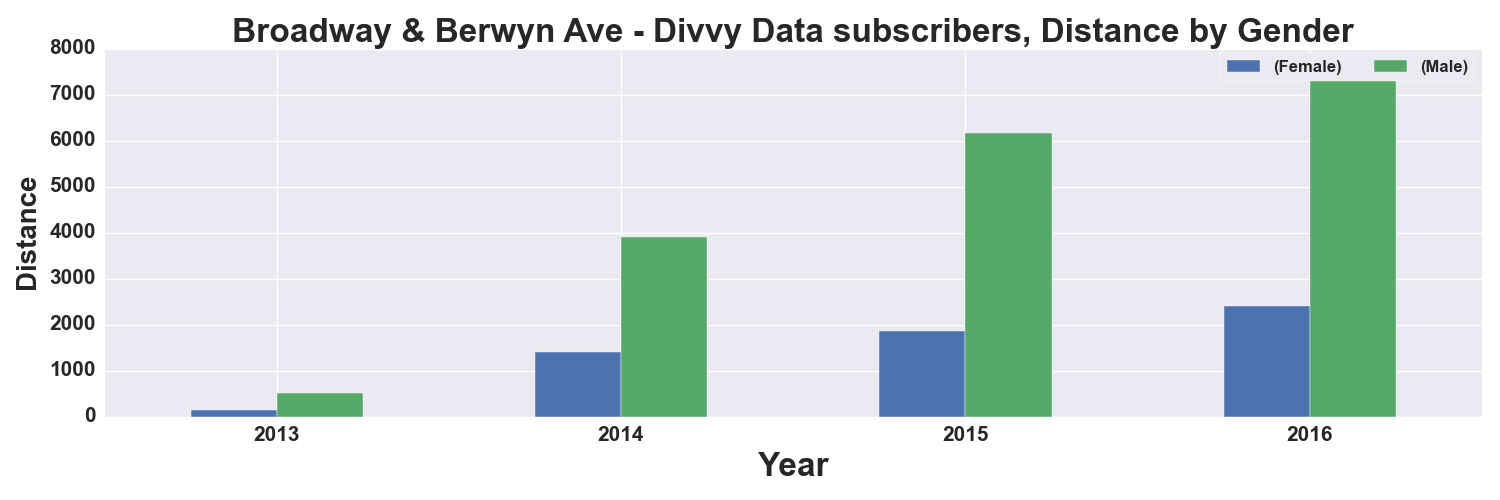 Broadway & Berwyn Ave - Divvy Data subscribers, Distance by Gender
8000
7000
6000
5000
4000
3000
2000
1000
0
Distance
(Female) (Male)
2013 2014 2015 2016
Year